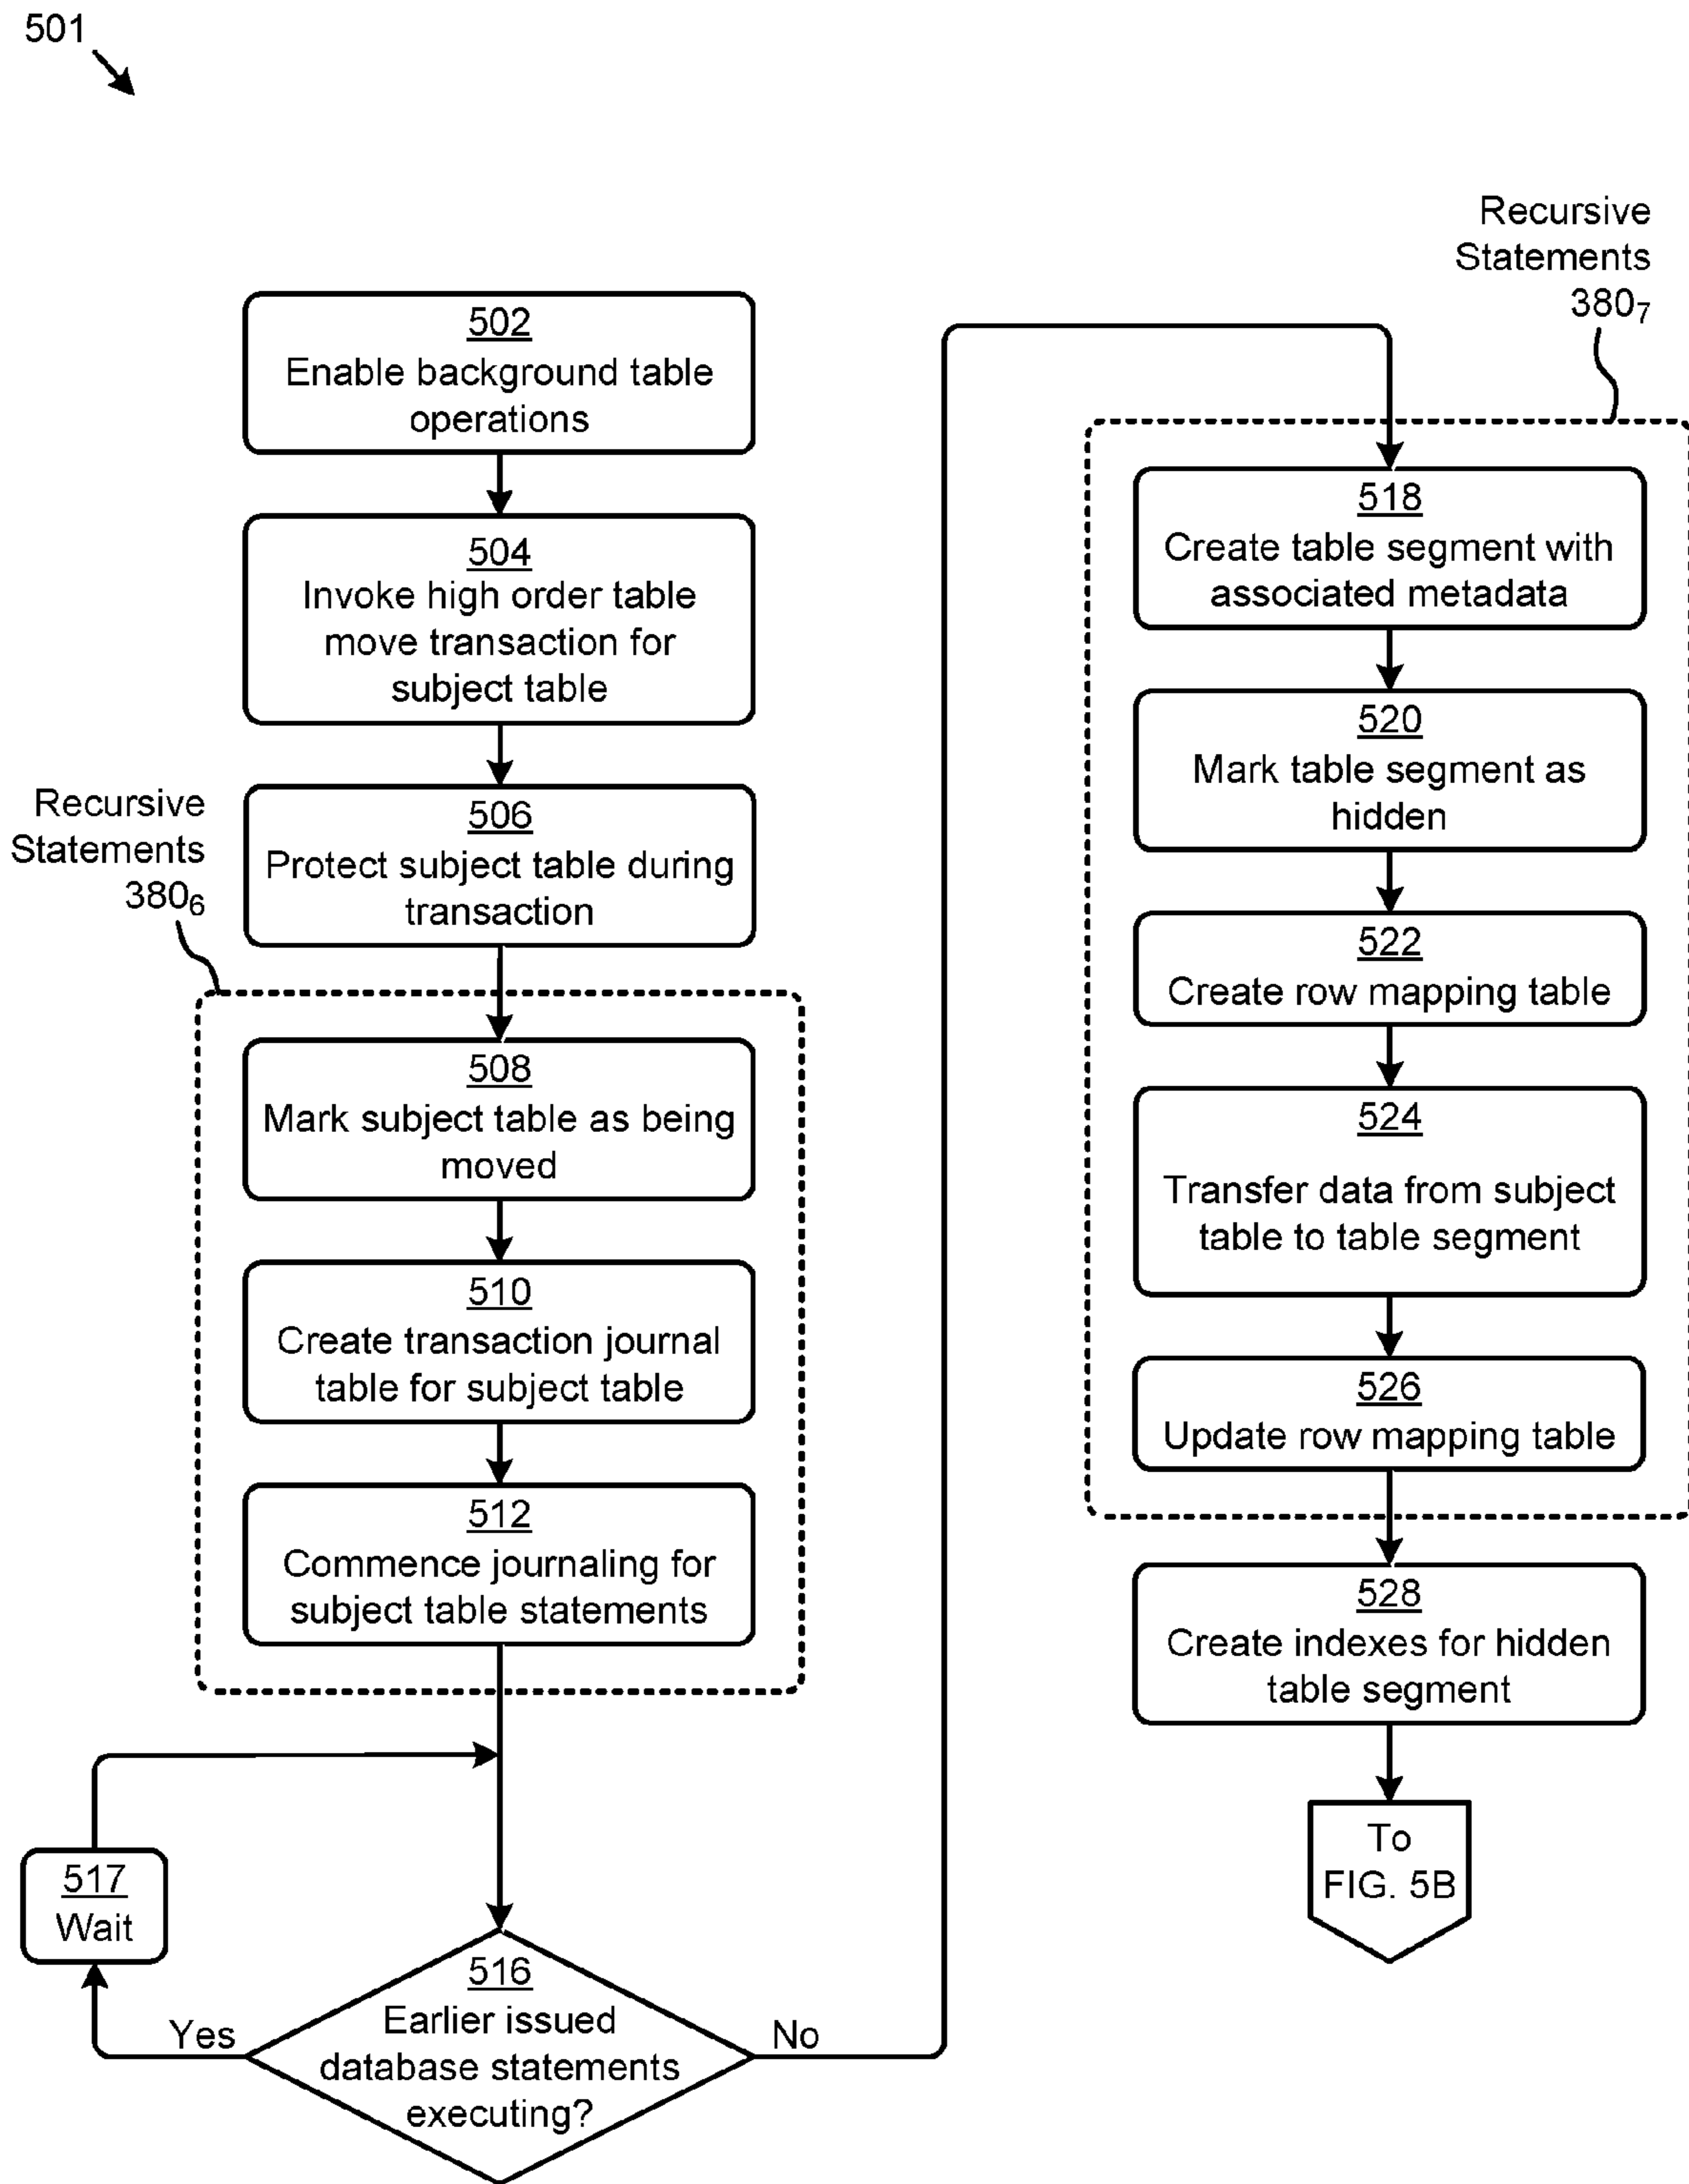 501
502
Enable background table
operations
504
Invoke high order table
move transaction for
subject table
506
Protect subject table during
transaction
Recursive
Statements
380₆
508
Mark subject table as being
moved
510
Create transaction journal
table for subject table
512
Commence journaling for
subject table statements
517
Wait
516
Earlier issued
database statements
executing?
Yes
No
Recursive
Statements
380₇
518
Create table segment with
associated metadata
520
Mark table segment as
hidden
522
Create row mapping table
524
Transfer data from subject
table to table segment
526
Update row mapping table
528
Create indexes for hidden
table segment
To
FIG. 5B